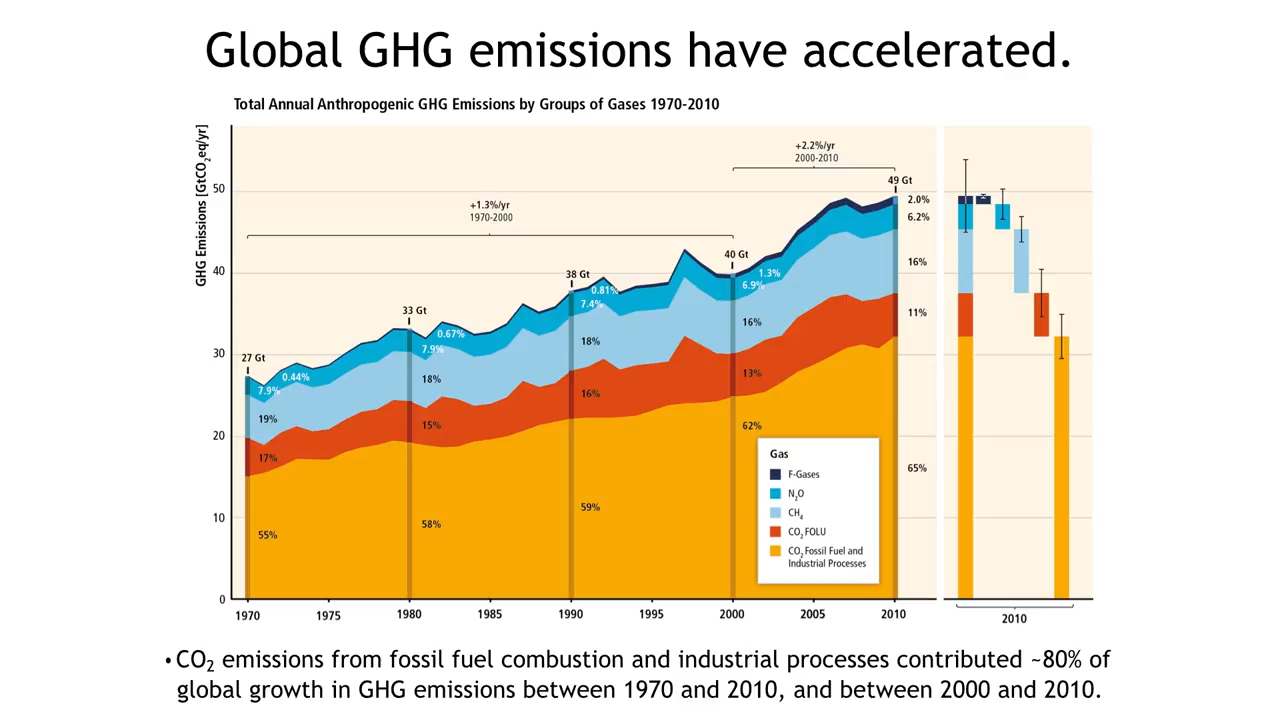 Global GHG emissions have accelerated.
Total Annual Anthropogenic GHG Emissions by Groups of Gases 1970-2010
GHG Emissions [GtCO₂eq/yr]
50
40
30
20
10
0
+2.2%/yr
2000-2010
+1.3%/yr
1970-2000
27 Gt
33 Gt
38 Gt
40 Gt
49 Gt
0.44%
7.9%
19%
17%
55%
0.67%
7.9%
18%
15%
58%
0.81%
7.4%
18%
16%
59%
1.3%
6.9%
16%
13%
62%
2.0%
6.2%
16%
11%
65%
Gas
F-Gases
N₂O
CH₄
CO₂ FOLU
CO₂ Fossil Fuel and
Industrial Processes
1970
1975
1980
1985
1990
1995
2000
2005
2010
2010
• CO₂ emissions from fossil fuel combustion and industrial processes contributed ~80% of
global growth in GHG emissions between 1970 and 2010, and between 2000 and 2010.